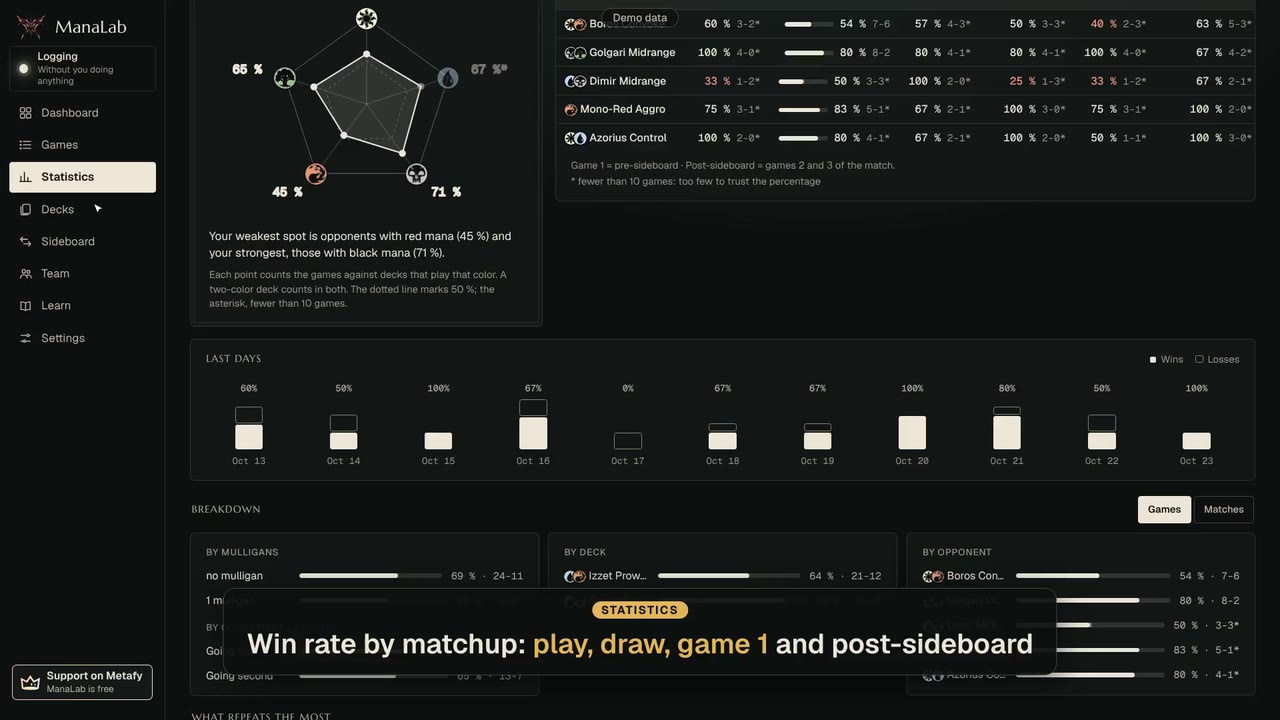 ManaLab
Logging
Without you doing
anything
Dashboard
Games
Statistics
Decks
Sideboard
Team
Learn
Settings
Support on Metafy
ManaLab is free
65 %
67 %*
45 %
71 %
Your weakest spot is opponents with red mana (45 %) and
your strongest, those with black mana (71 %).
Each point counts the games against decks that play that color. A
two-color deck counts in both. The dotted line marks 50 %; the
asterisk, fewer than 10 games.
Demo data
60 % 3-2* 54 % 7-6 57 % 4-3* 50 % 3-3* 40 % 2-3* 63 % 5-3*
Golgari Midrange 100 % 4-0* 80 % 8-2 80 % 4-1* 80 % 4-1* 100 % 4-0* 67 % 4-2*
Dimir Midrange 33 % 1-2* 50 % 3-3* 100 % 2-0* 25 % 1-3* 33 % 1-2* 67 % 2-1*
Mono-Red Aggro 75 % 3-1* 83 % 5-1* 67 % 2-1* 100 % 3-0* 75 % 3-1* 67 % 2-1*
Azorius Control 100 % 2-0* 80 % 4-1* 67 % 2-1* 100 % 2-0* 50 % 1-1* 100 % 3-0*
Game 1 = pre-sideboard · Post-sideboard = games 2 and 3 of the match.
* fewer than 10 games: too few to trust the percentage
LAST DAYS
Wins Losses
60% 50% 100% 67% 0% 67% 67% 100% 80% 50% 100%
Oct 13 Oct 14 Oct 15 Oct 16 Oct 17 Oct 18 Oct 19 Oct 20 Oct 21 Oct 22 Oct 23
BREAKDOWN
Games Matches
BY MULLIGANS
no mulligan 69 % · 24-11
Going second 65 % · 13-7
BY DECK
Izzet Prow... 64 % · 21-12
BY OPPONENT
Boros Con... 54 % · 7-6
80 % · 8-2
50 % · 3-3*
83 % · 5-1*
80 % · 4-1*
STATISTICS
Win rate by matchup: play, draw, game 1 and post-sideboard
WHAT REPEATS THE MOST